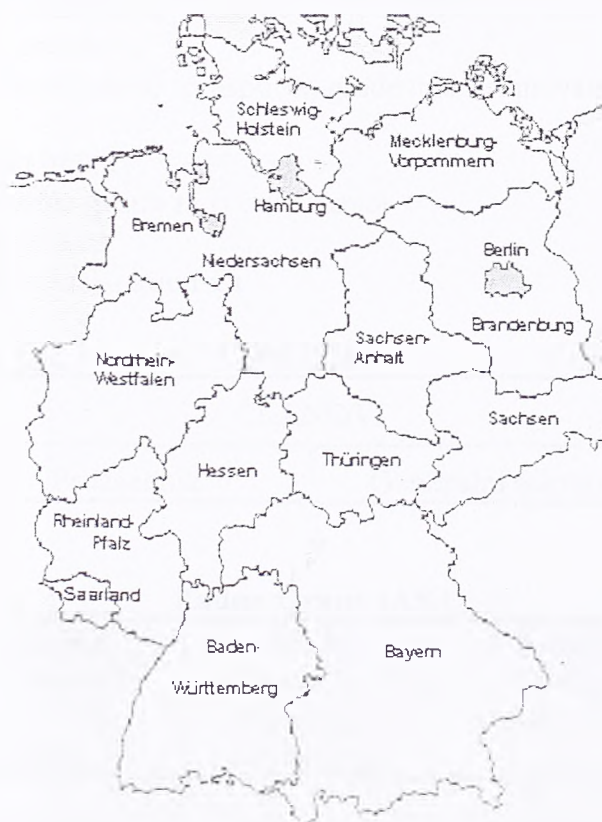 Schleswig-
Holstein
Mecklenburg-
Vorpommern
Hamburg
Bremen
Niedersachsen
Berlin
Brandenburg
Sachsen-
Anhalt
Nordrhein-
Westfalen
Sachsen
Hessen
Thüringen
Rheinland-
Pfalz
Saarland
Baden-
Württemberg
Bayern